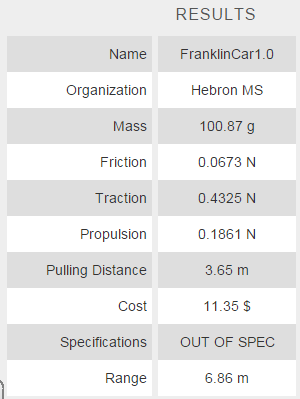 RESULTS
Name FranklinCar1.0
Organization Hebron MS
Mass 100.87 g
Friction 0.0673 N
Traction 0.4325 N
Propulsion 0.1861 N
Pulling Distance 3.65 m
Cost 11.35 $
Specifications OUT OF SPEC
Range 6.86 m